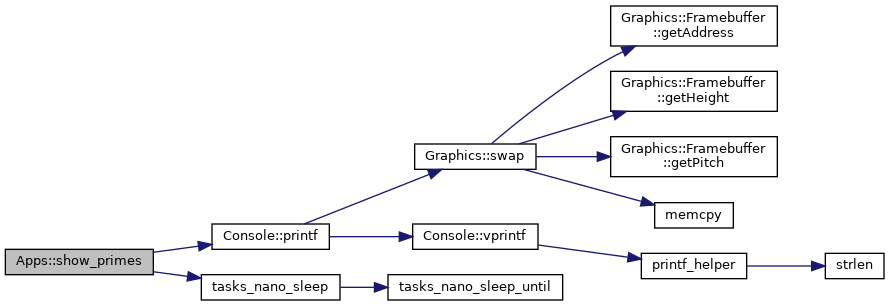 Graphics::Framebuffer
::getAddress
Graphics::Framebuffer
::getHeight
Graphics::swap
Graphics::Framebuffer
::getPitch
memcpy
Console::printf
Console::vprintf
Apps::show_primes
printf_helper
strlen
tasks_nano_sleep
tasks_nano_sleep_until